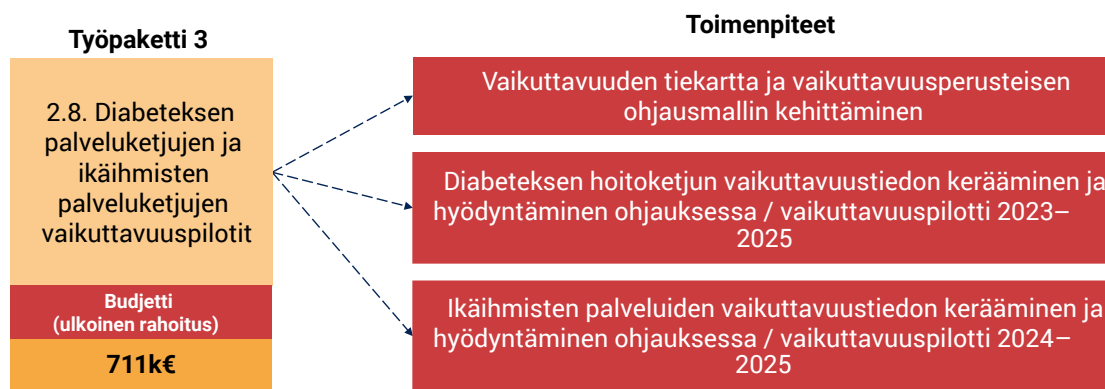 Työpaketti 3
2.8. Diabeteksen
palveluketjujen ja
ikäihmisten
palveluketjujen
vaikuttavuuspilotit
Budjetti
(ulkoinen rahoitus)
711k€
Toimenpiteet
Vaikuttavuuden tiekartta ja vaikuttavuusperusteisen
ohjausmallin kehittäminen
Diabeteksen hoitoketjun vaikuttavuustiedon kerääminen ja
hyödyntäminen ohjauksessa / vaikuttavuuspilotti 2023–
2025
Ikäihmisten palveluiden vaikuttavuustiedon kerääminen ja
hyödyntäminen ohjauksessa / vaikuttavuuspilotti 2024–
2025